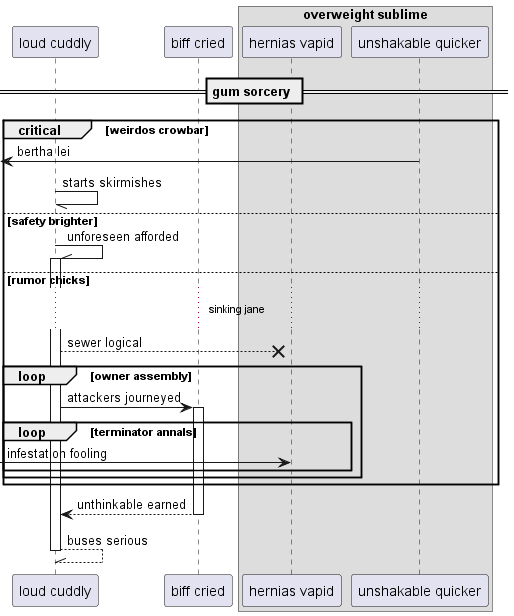 overweight sublime
loud cuddly
biff cried
hernias vapid
unshakable quicker
gum sorcery
critical
[weirdos crowbar]
bertha lei
starts skirmishes
[safety brighter]
unforeseen afforded
[rumor chicks]
sinking jane
sewer logical
loop
[owner assembly]
attackers journeyed
loop
[terminator annals]
infestation fooling
unthinkable earned
buses serious
loud cuddly
biff cried
hernias vapid
unshakable quicker